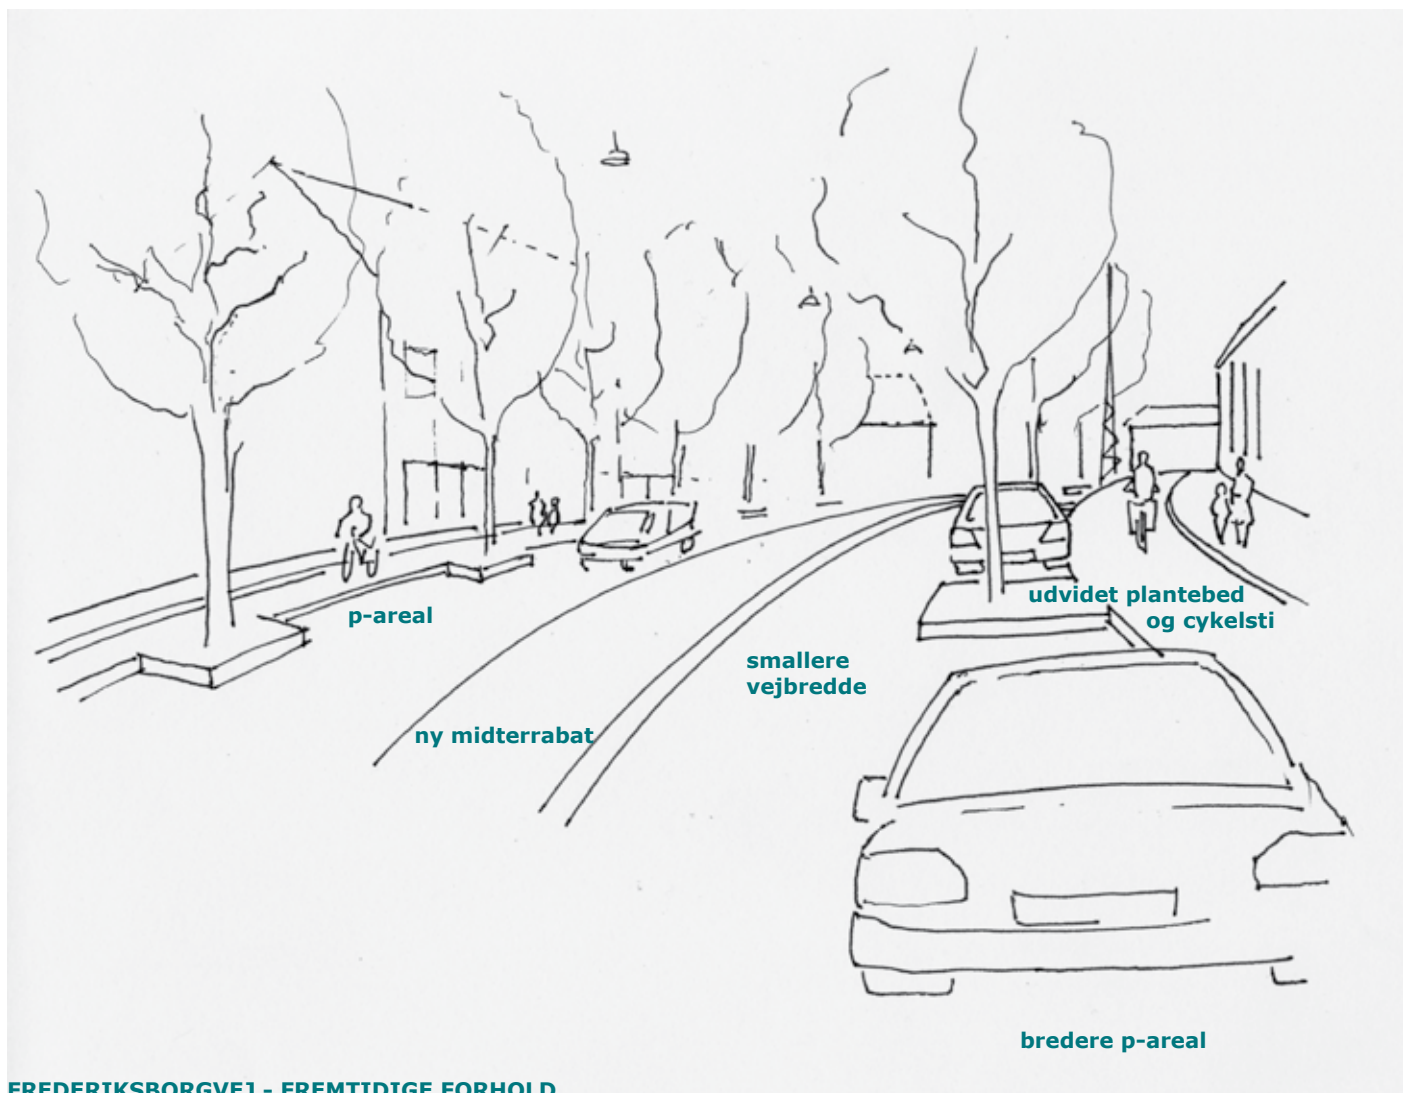 p-areal
udvidet plantebed
og cykelsti
smallere
vejbredde
ny midterrabat
bredere p-areal
FREDERIKSBORGVEJ - FREMTIDIGE FORHOLD